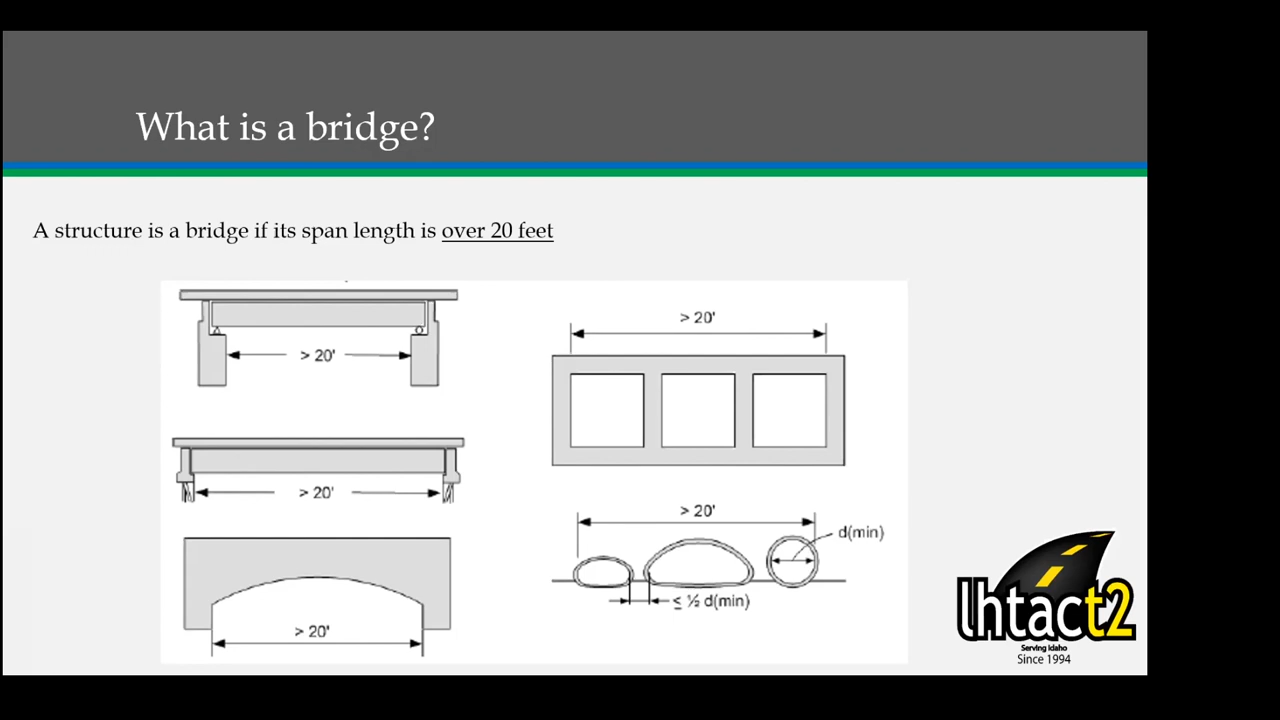 What is a bridge?
A structure is a bridge if its span length is over 20 feet
> 20'
> 20'
> 20'
> 20'
> 20'
d(min)
≤ ½ d(min)
lhtact2
Serving Idaho
Since 1994